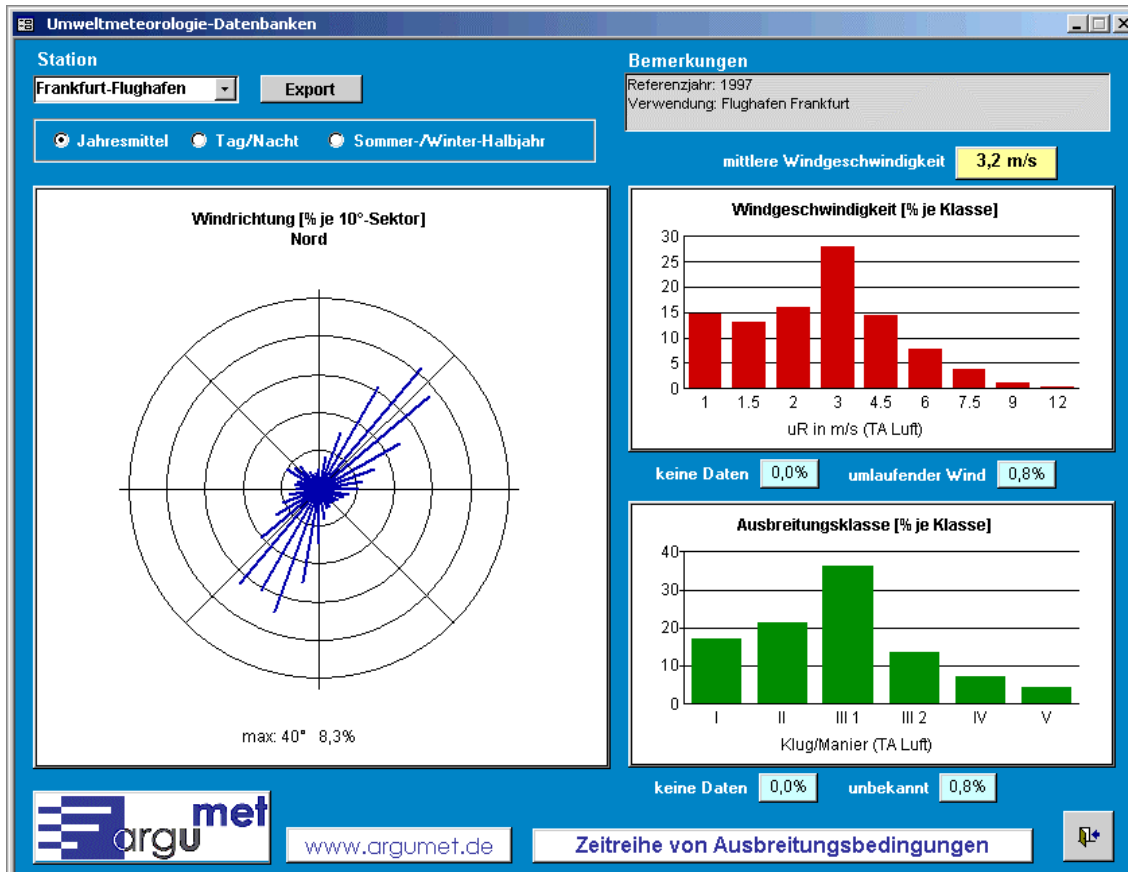 Umweltmeteorologie-Datenbanken
Station
Frankfurt-Flughafen
Export
Jahresmittel Tag/Nacht Sommer-/Winter-Halbjahr
Bemerkungen
Referenzjahr: 1997
Verwendung: Flughafen Frankfurt
mittlere Windgeschwindigkeit 3,2 m/s
Windrichtung [% je 10°-Sektor]
Nord
max: 40° 8,3%
Windgeschwindigkeit [% je Klasse]
30
25
20
15
10
5
0
1 1.5 2 3 4.5 6 7.5 9 12
uR in m/s (TA Luft)
keine Daten 0,0% umlaufender Wind 0,8%
Ausbreitungsklasse [% je Klasse]
40
30
20
10
0
I II III 1 III 2 IV V
Klug/Manier (TA Luft)
keine Daten 0,0% unbekannt 0,8%
argumet
www.argumet.de
Zeitreihe von Ausbreitungsbedingungen